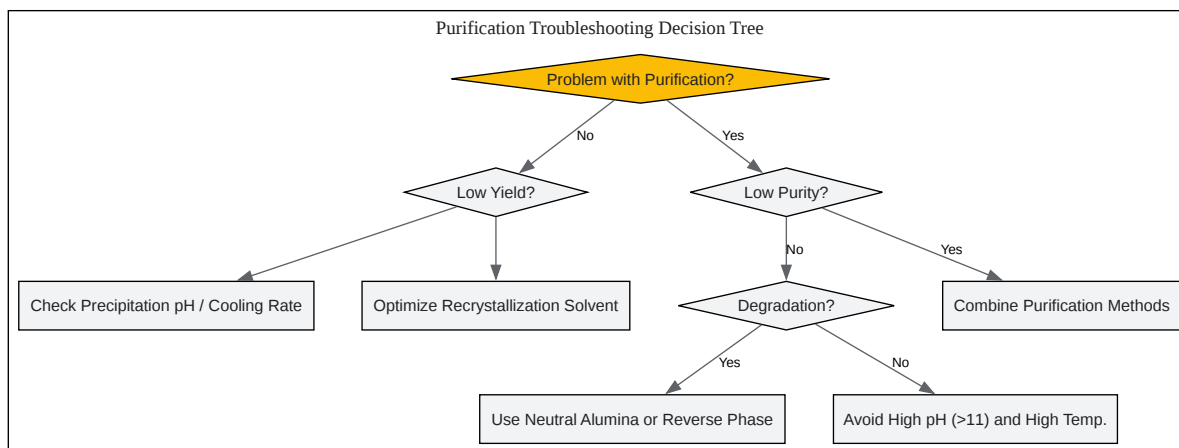 Purification Troubleshooting Decision Tree
Problem with Purification?
No
Yes
Low Yield?
Low Purity?
No
Yes
Check Precipitation pH / Cooling Rate
Optimize Recrystallization Solvent
Degradation?
Combine Purification Methods
Yes
No
Use Neutral Alumina or Reverse Phase
Avoid High pH (>11) and High Temp.